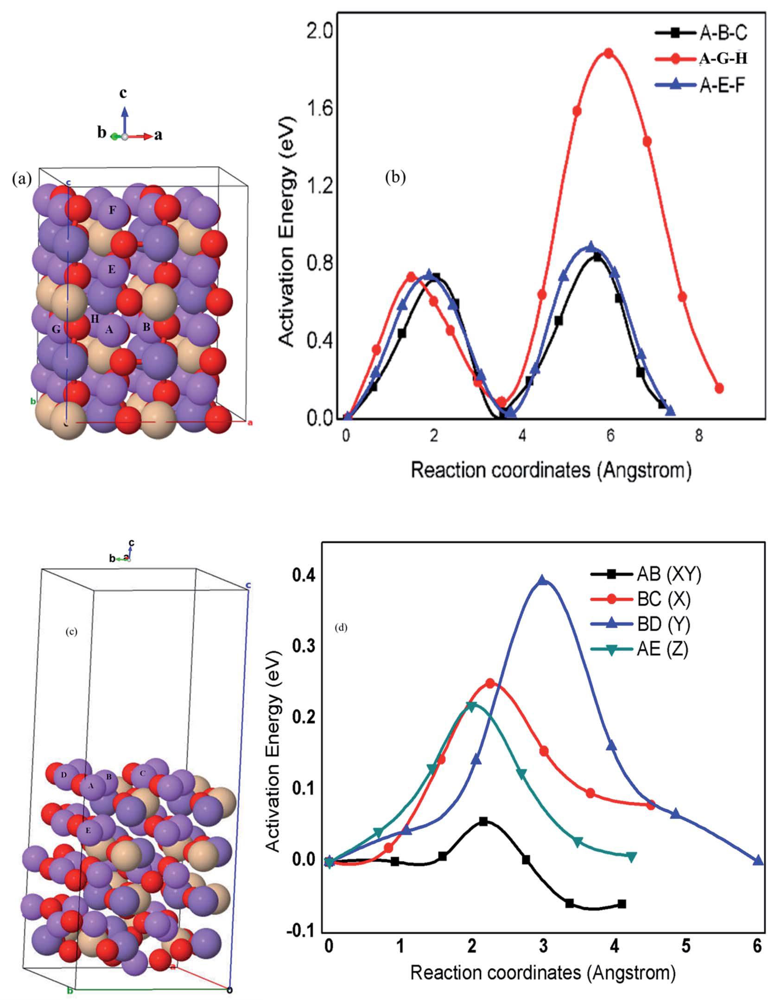 c
b a
(a)
c
F
E
H
G A B
b
a
2.0
1.6
1.2
0.8
0.4
0.0
0 2 4 6 8
Activation Energy (eV)
Reaction coordinates (Angstrom)
(b)
A-B-C
A-G-H
A-E-F
c
b a
c
(c)
D B C
A
E
a
b o
0.4
0.3
0.2
0.1
0.0
-0.1
0 1 2 3 4 5 6
Activation Energy (eV)
Reaction coordinates (Angstrom)
(d)
AB (XY)
BC (X)
BD (Y)
AE (Z)